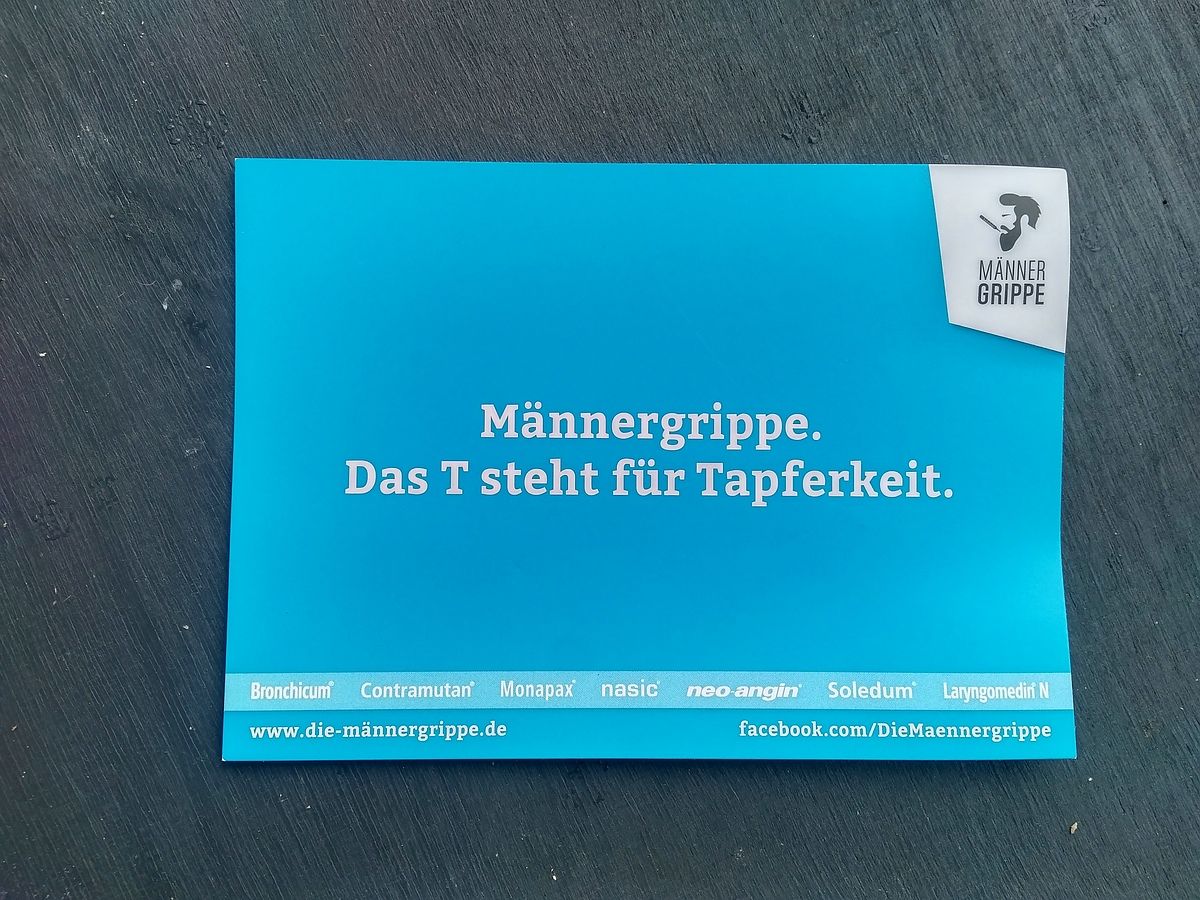 MÄNNER
GRIPPE
Männergrippe.
Das T steht für Tapferkeit.
Bronchicum® Contramutan® Monapax® nasic® neo-angin® Soledum® Laryngomedin® N
www.die-männergrippe.de facebook.com/DieMaennergrippe